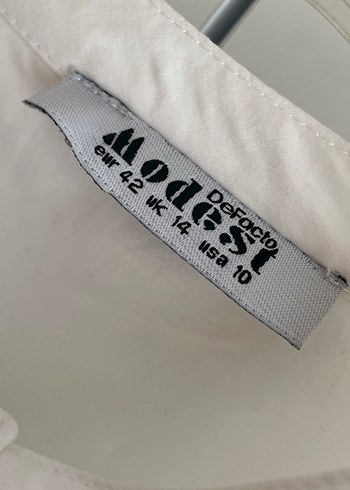 DeFacto
Modest
eur 42 uk 14 usa 10